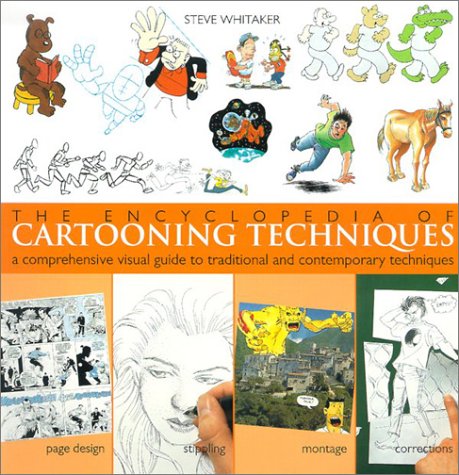 STEVE WHITAKER
THE ENCYCLOPEDIA OF
CARTOONING TECHNIQUES
a comprehensive visual guide to traditional and contemporary techniques
page design
stippling
montage
corrections